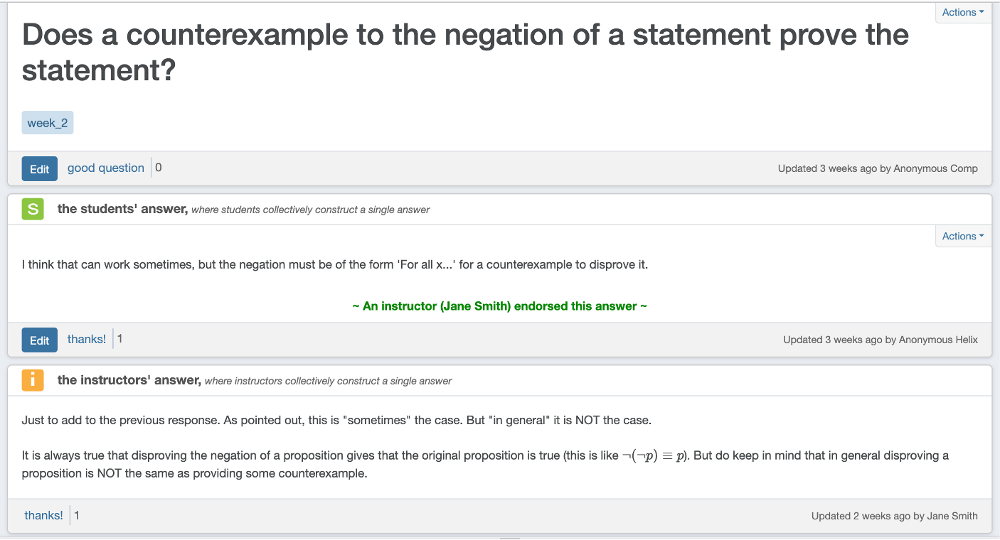 Actions
Does a counterexample to the negation of a statement prove the
statement?
week_2
Edit good question 0 Updated 3 weeks ago by Anonymous Comp
S the students' answer, where students collectively construct a single answer
Actions
I think that can work sometimes, but the negation must be of the form 'For all x...' for a counterexample to disprove it.
~ An instructor (Jane Smith) endorsed this answer ~
Edit thanks! 1 Updated 3 weeks ago by Anonymous Helix
i the instructors' answer, where instructors collectively construct a single answer
Just to add to the previous response. As pointed out, this is "sometimes" the case. But "in general" it is NOT the case.
It is always true that disproving the negation of a proposition gives that the original proposition is true (this is like ¬(¬p) ≡ p). But do keep in mind that in general disproving a
proposition is NOT the same as providing some counterexample.
thanks! 1 Updated 2 weeks ago by Jane Smith